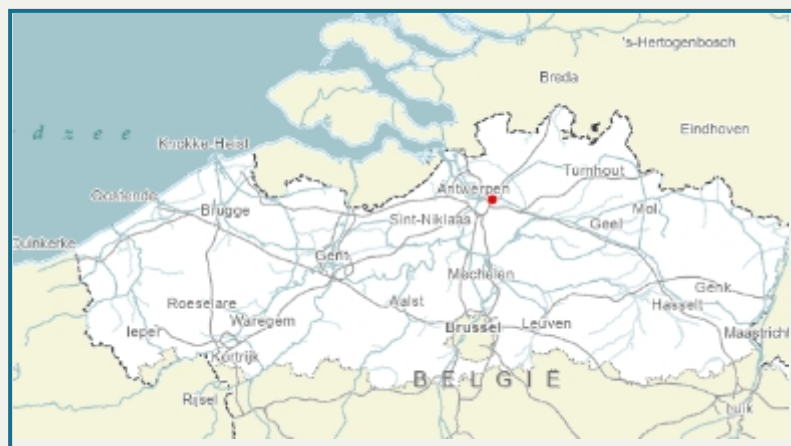 's-Hertogenbosch
Breda
d z e e
Eindhoven
Knokke-Heist
Turnhout
Antwerpen
Oostende
Brugge
Mol
Sint-Niklaas
Geel
Duinkerke
Gent
Mechelen
Genk
Roeselare
Aalst
Hasselt
Waregem
Brussel
Leuven
Ieper
Maastricht
Kortrijk
BELGIË
Rijsel
Luik